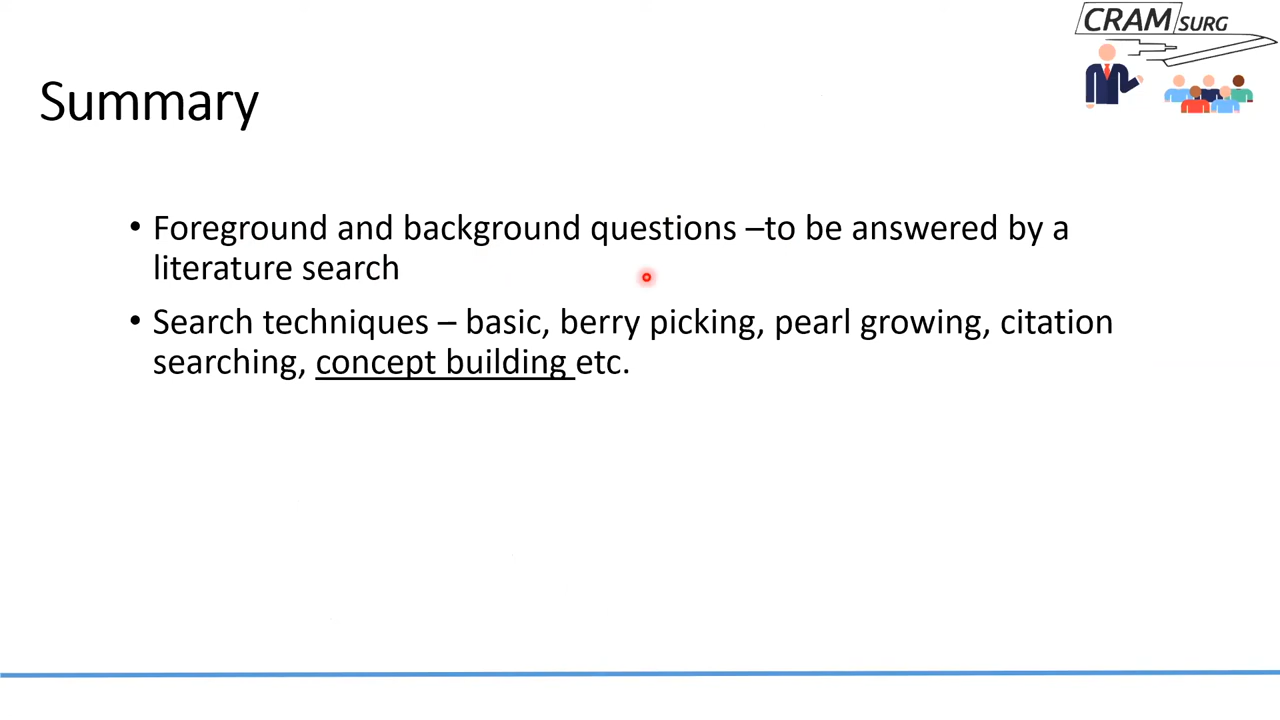 CRAM SURG
Summary
• Foreground and background questions –to be answered by a
literature search
• Search techniques – basic, berry picking, pearl growing, citation
searching, concept building etc.